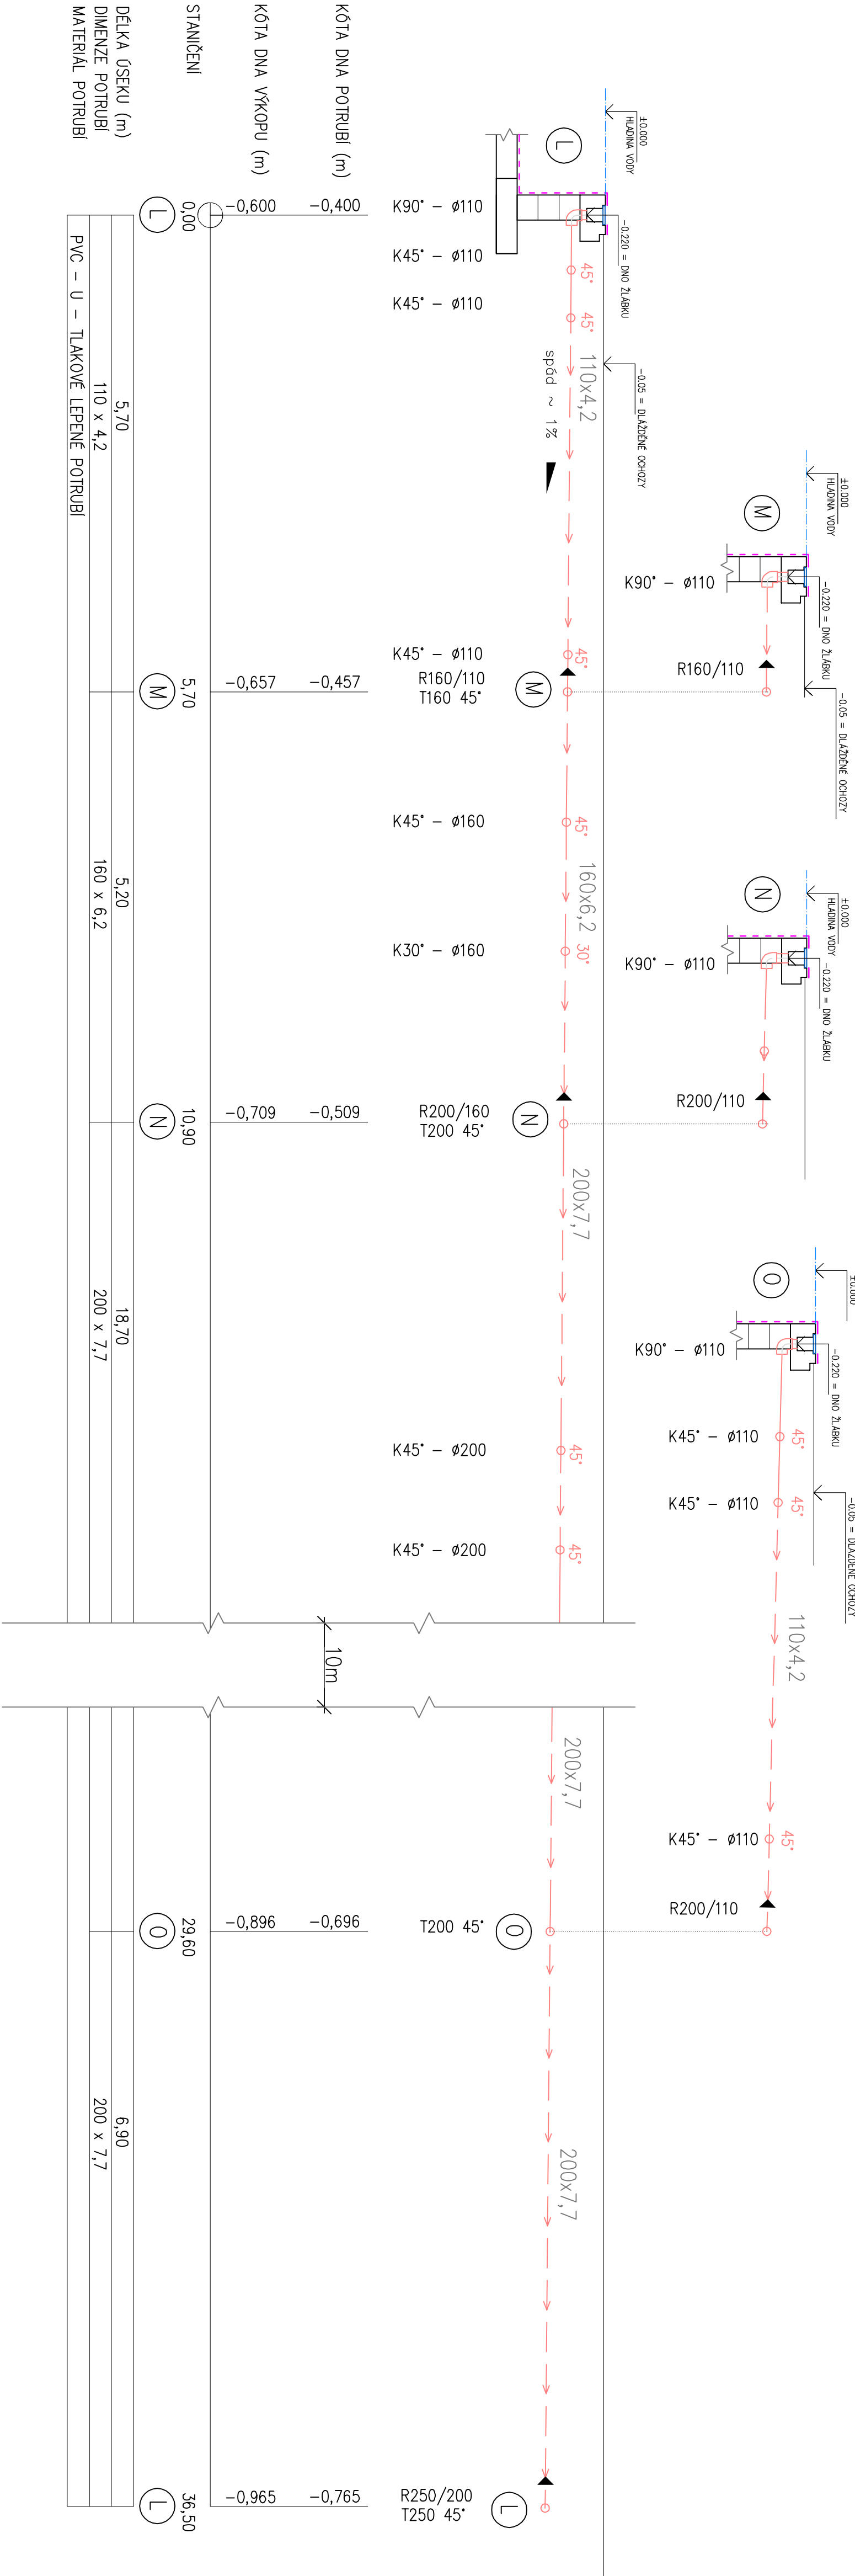 ±0.000
HLADINA VODY
-0.220 = DNO ŽLÁBKU
-0.05 = DLÁŽDĚNÉ OCHOZY
M
K90° - ø110
R160/110
±0.000
HLADINA VODY
-0.220 = DNO ŽLÁBKU
N
K90° - ø110
R200/110
±0.000
-0.220 = DNO ŽLÁBKU
-0.05 = DLÁŽDĚNÉ OCHOZY
O
K90° - ø110
K45° - ø110
45°
K45° - ø110
45°
110x4,2
K45° - ø110
45°
R200/110
±0.000
HLADINA VODY
-0.220 = DNO ŽLÁBKU
-0.05 = DLÁŽDĚNÉ OCHOZY
L
45°
45°
110x4,2
spád ~ 1%
45°
M
45°
160x6,2
30°
N
200x7,7
45°
45°
200x7,7
O
200x7,7
L
K90° - ø110
K45° - ø110
K45° - ø110
K45° - ø110
R160/110
T160 45°
K45° - ø160
K30° - ø160
R200/160
T200 45°
K45° - ø200
K45° - ø200
T200 45°
R250/200
T250 45°
10m
KÓTA DNA POTRUBÍ (m)
-0,400
-0,457
-0,509
-0,696
-0,765
KÓTA DNA VÝKOPU (m)
-0,600
-0,657
-0,709
-0,896
-0,965
STANIČENÍ
0,00
5,70
10,90
29,60
36,50
L
M
N
O
L
DÉLKA ÚSEKU (m)
5,70
5,20
18,70
6,90
DIMENZE POTRUBÍ
110 x 4,2
160 x 6,2
200 x 7,7
200 x 7,7
MATERIÁL POTRUBÍ
PVC - U - TLAKOVÉ LEPENÉ POTRUBÍ